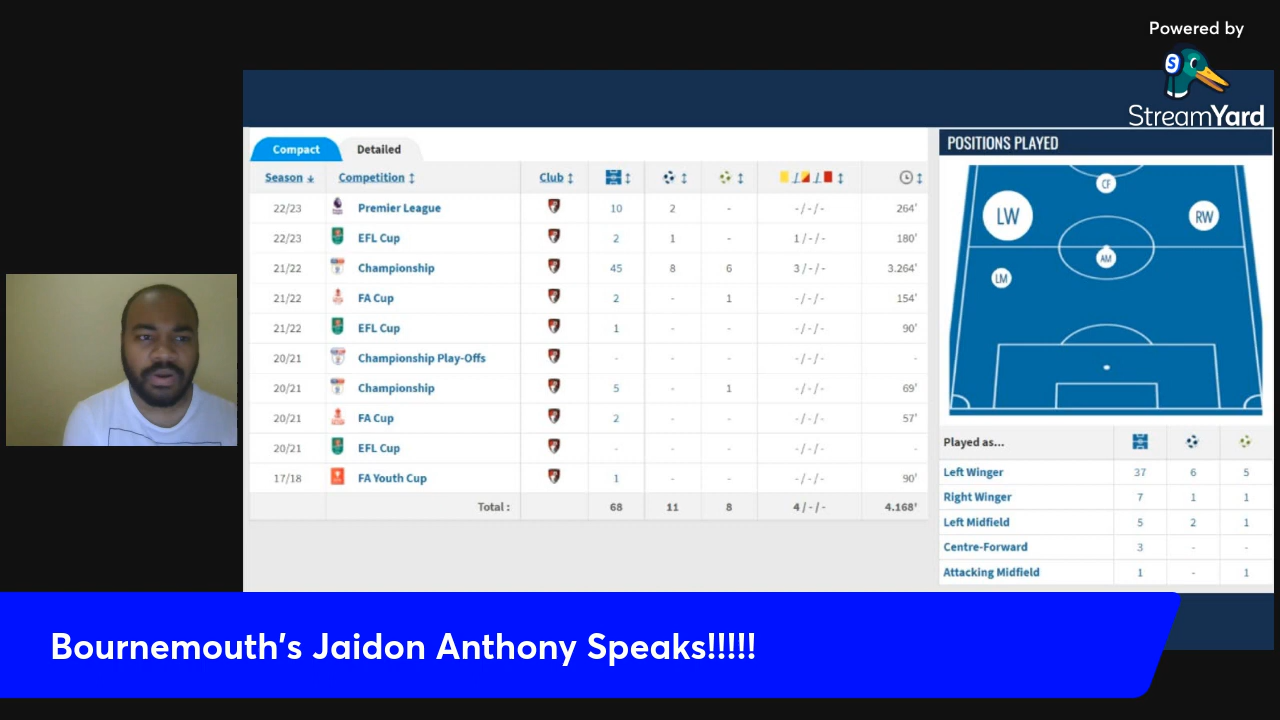 Powered by
S
StreamYard
Compact Detailed
Season Competition Club
22/23 Premier League 10 2 - -/-/- 264'
22/23 EFL Cup 2 1 - 1/-/- 180'
21/22 Championship 45 8 6 3/-/- 3.264'
21/22 FA Cup 2 - 1 -/-/- 154'
21/22 EFL Cup 1 - - -/-/- 90'
20/21 Championship Play-Offs - - - -/-/- -
20/21 Championship 5 - 1 -/-/- 69'
20/21 FA Cup 2 - - -/-/- 57'
20/21 EFL Cup - - - -/-/- -
17/18 FA Youth Cup 1 - - -/-/- 90'
Total : 68 11 8 4/-/- 4.168'
POSITIONS PLAYED
CF
LW
RW
AM
LM
Played as...
Left Winger 37 6 5
Right Winger 7 1 1
Left Midfield 5 2 1
Centre-Forward 3 - -
Attacking Midfield 1 - 1
Bournemouth's Jaidon Anthony Speaks!!!!!